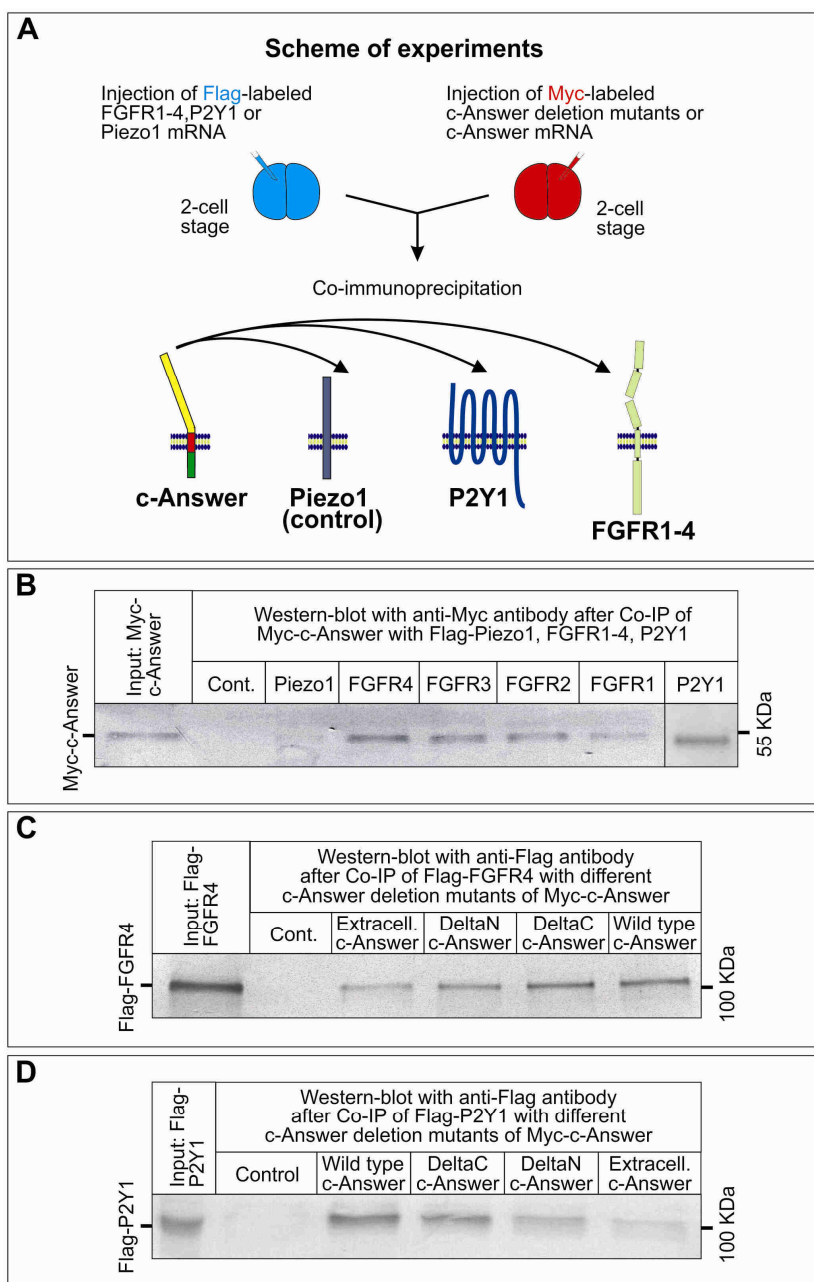 A
Scheme of experiments
Injection of Flag-labeled
FGFR1-4,P2Y1 or
Piezo1 mRNA
Injection of Myc-labeled
c-Answer deletion mutants or
c-Answer mRNA
2-cell
stage
2-cell
stage
Co-immunoprecipitation
c-Answer
Piezo1
(control)
P2Y1
FGFR1-4
B
Input: Myc-
c-Answer
Western-blot with anti-Myc antibody after Co-IP of
Myc-c-Answer with Flag-Piezo1, FGFR1-4, P2Y1
Cont.
Piezo1
FGFR4
FGFR3
FGFR2
FGFR1
P2Y1
Myc-c-Answer
55 KDa
C
Input: Flag-
FGFR4
Western-blot with anti-Flag antibody
after Co-IP of Flag-FGFR4 with different
c-Answer deletion mutants of Myc-c-Answer
Cont.
Extracell.
c-Answer
DeltaN
c-Answer
DeltaC
c-Answer
Wild type
c-Answer
Flag-FGFR4
100 KDa
D
Input: Flag-
P2Y1
Western-blot with anti-Flag antibody
after Co-IP of Flag-P2Y1 with different
c-Answer deletion mutants of Myc-c-Answer
Control
Wild type
c-Answer
DeltaC
c-Answer
DeltaN
c-Answer
Extracell.
c-Answer
Flag-P2Y1
100 KDa